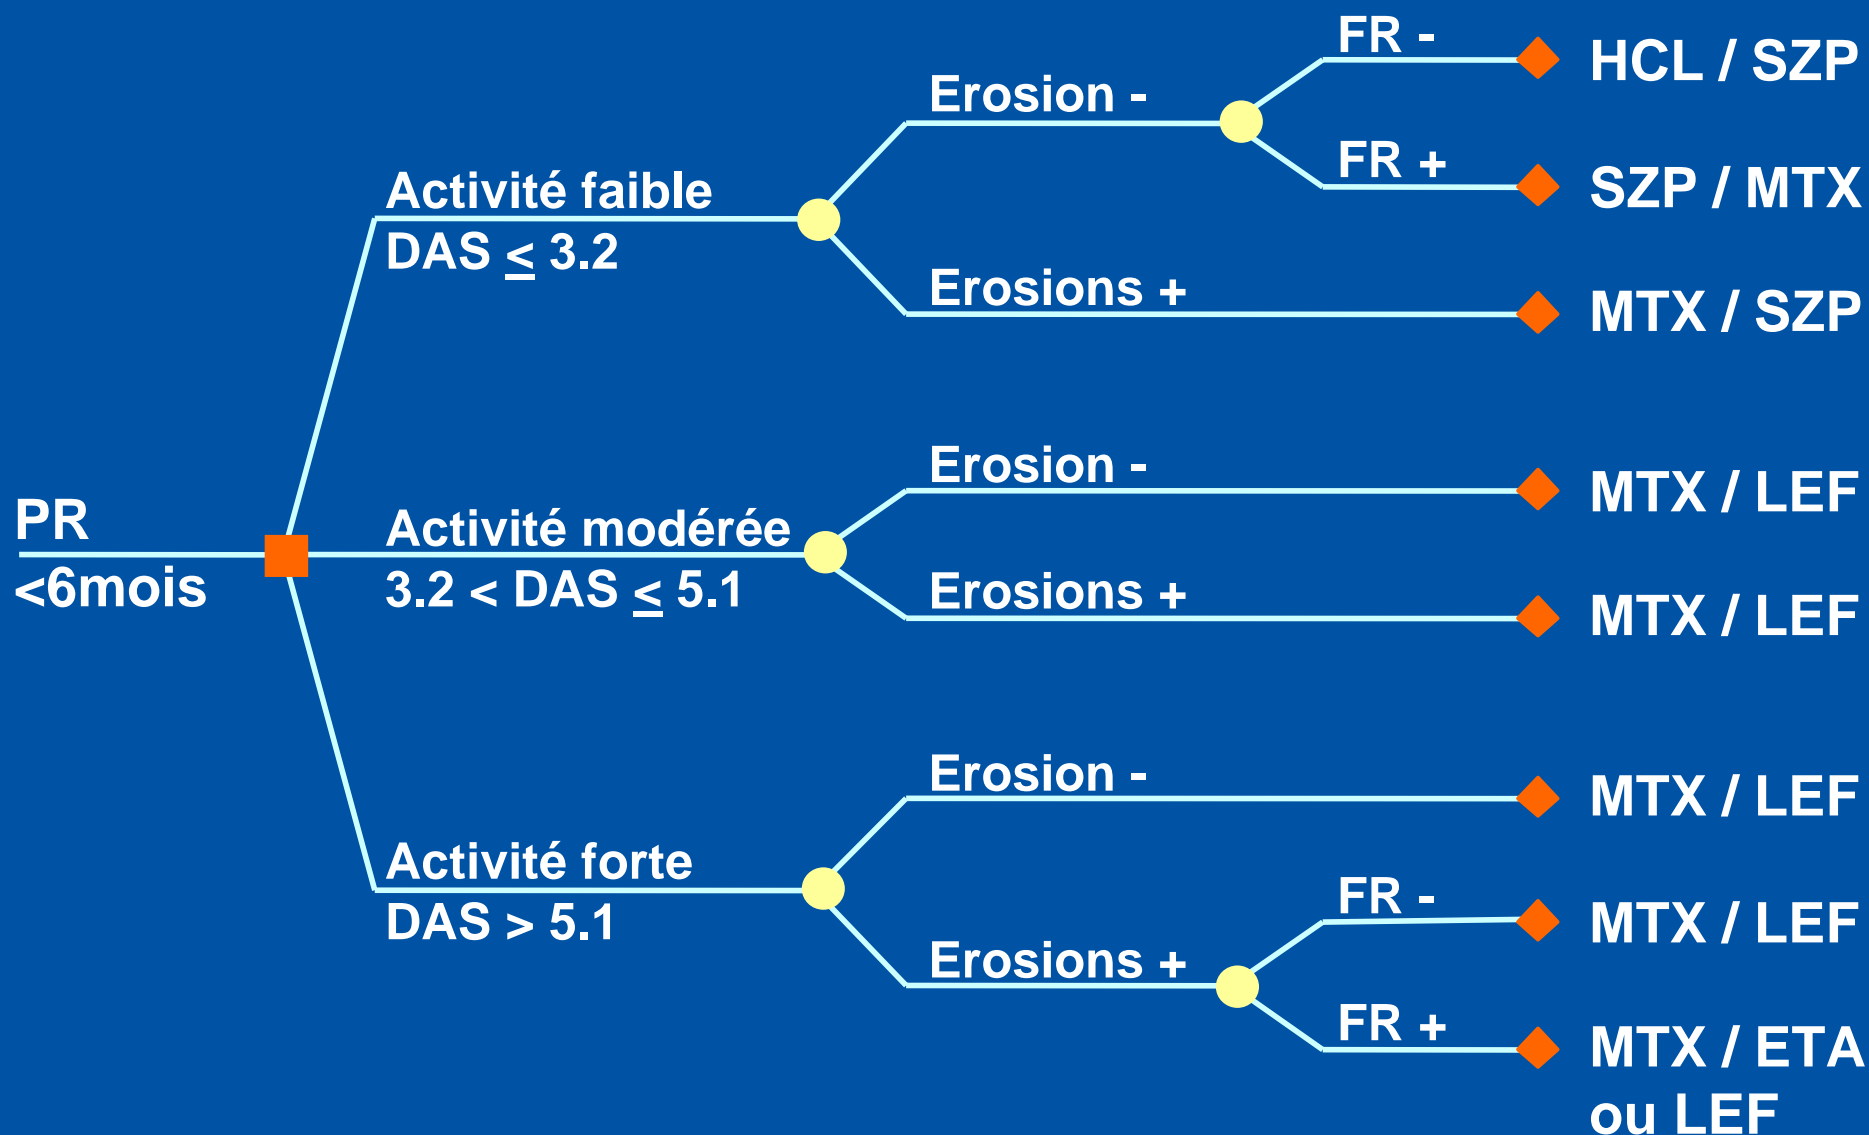 PR
<6mois
Activité faible
DAS ≤ 3.2
Erosion -
FR -
HCL / SZP
FR +
SZP / MTX
Erosions +
MTX / SZP
Activité modérée
3.2 < DAS ≤ 5.1
Erosion -
MTX / LEF
Erosions +
MTX / LEF
Activité forte
DAS > 5.1
Erosion -
MTX / LEF
Erosions +
FR -
MTX / LEF
FR +
MTX / ETA
ou LEF